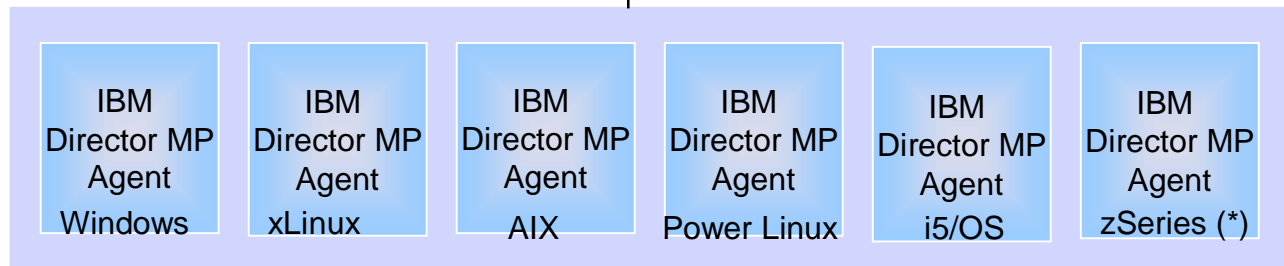 IBM
Director MP
Agent
Windows
IBM
Director MP
Agent
xLinux
IBM
Director MP
Agent
AIX
IBM
Director MP
Agent
Power Linux
IBM
Director MP
Agent
i5/OS
IBM
Director MP
Agent
zSeries (*)